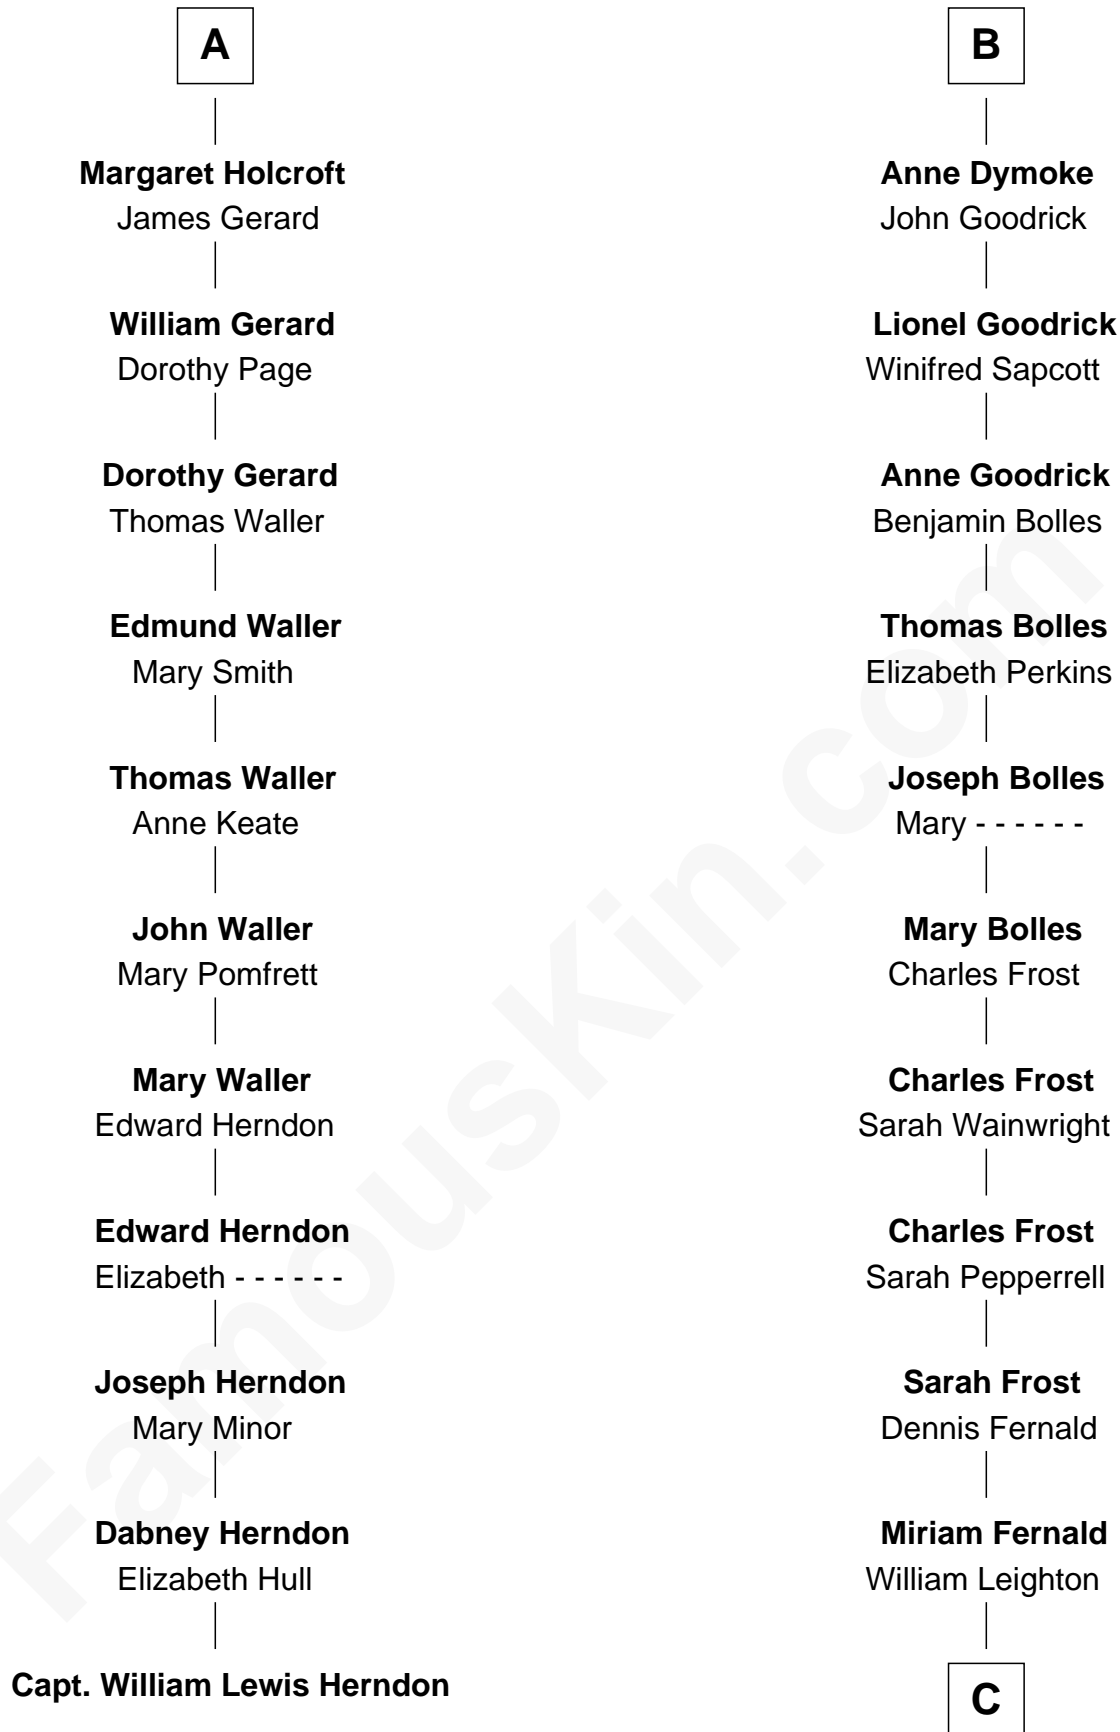 A
Margaret Holcroft
James Gerard
William Gerard
Dorothy Page
Dorothy Gerard
Thomas Waller
Edmund Waller
Mary Smith
Thomas Waller
Anne Keate
John Waller
Mary Pomfrett
Mary Waller
Edward Herndon
Edward Herndon
Elizabeth - - - - - -
Joseph Herndon
Mary Minor
Dabney Herndon
Elizabeth Hull
Capt. William Lewis Herndon
B
Anne Dymoke
John Goodrick
Lionel Goodrick
Winifred Sapcott
Anne Goodrick
Benjamin Bolles
Thomas Bolles
Elizabeth Perkins
Joseph Bolles
Mary - - - - - -
Mary Bolles
Charles Frost
Charles Frost
Sarah Wainwright
Charles Frost
Sarah Pepperrell
Sarah Frost
Dennis Fernald
Miriam Fernald
William Leighton
C
FamousKin.com